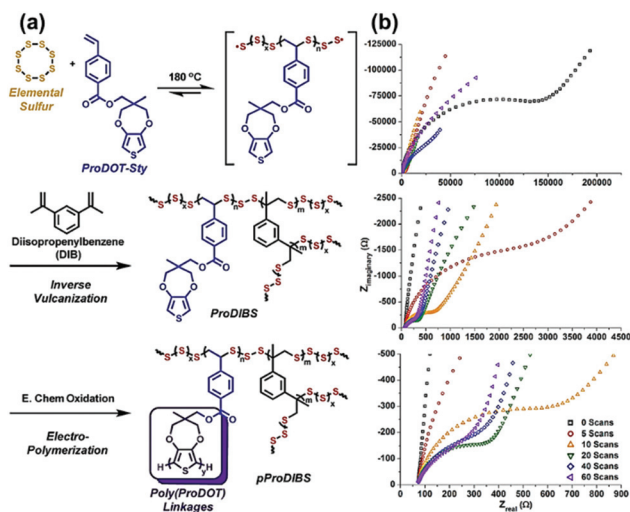 (a)
(b)
Elemental
Sulfur
+
ProDOT-Sty
180 °C
Diisopropenylbenzene
(DIB)
Inverse
Vulcanization
ProDIBS
E. Chem Oxidation
Electro-
Polymerization
Poly(ProDOT)
Linkages
pProDIBS
-125000
-100000
-75000
-50000
-25000
0
0 50000 100000 150000 200000
-2500
-2000
-1500
-1000
-500
0
0 500 1000 1500 2000 2500 3000 3500 4000 4500
Zimaginary (Ω)
-500
-400
-300
-200
-100
0
0 100 200 300 400 500 600 700 800 900
0 Scans
5 Scans
10 Scans
20 Scans
40 Scans
60 Scans
Zreal (Ω)